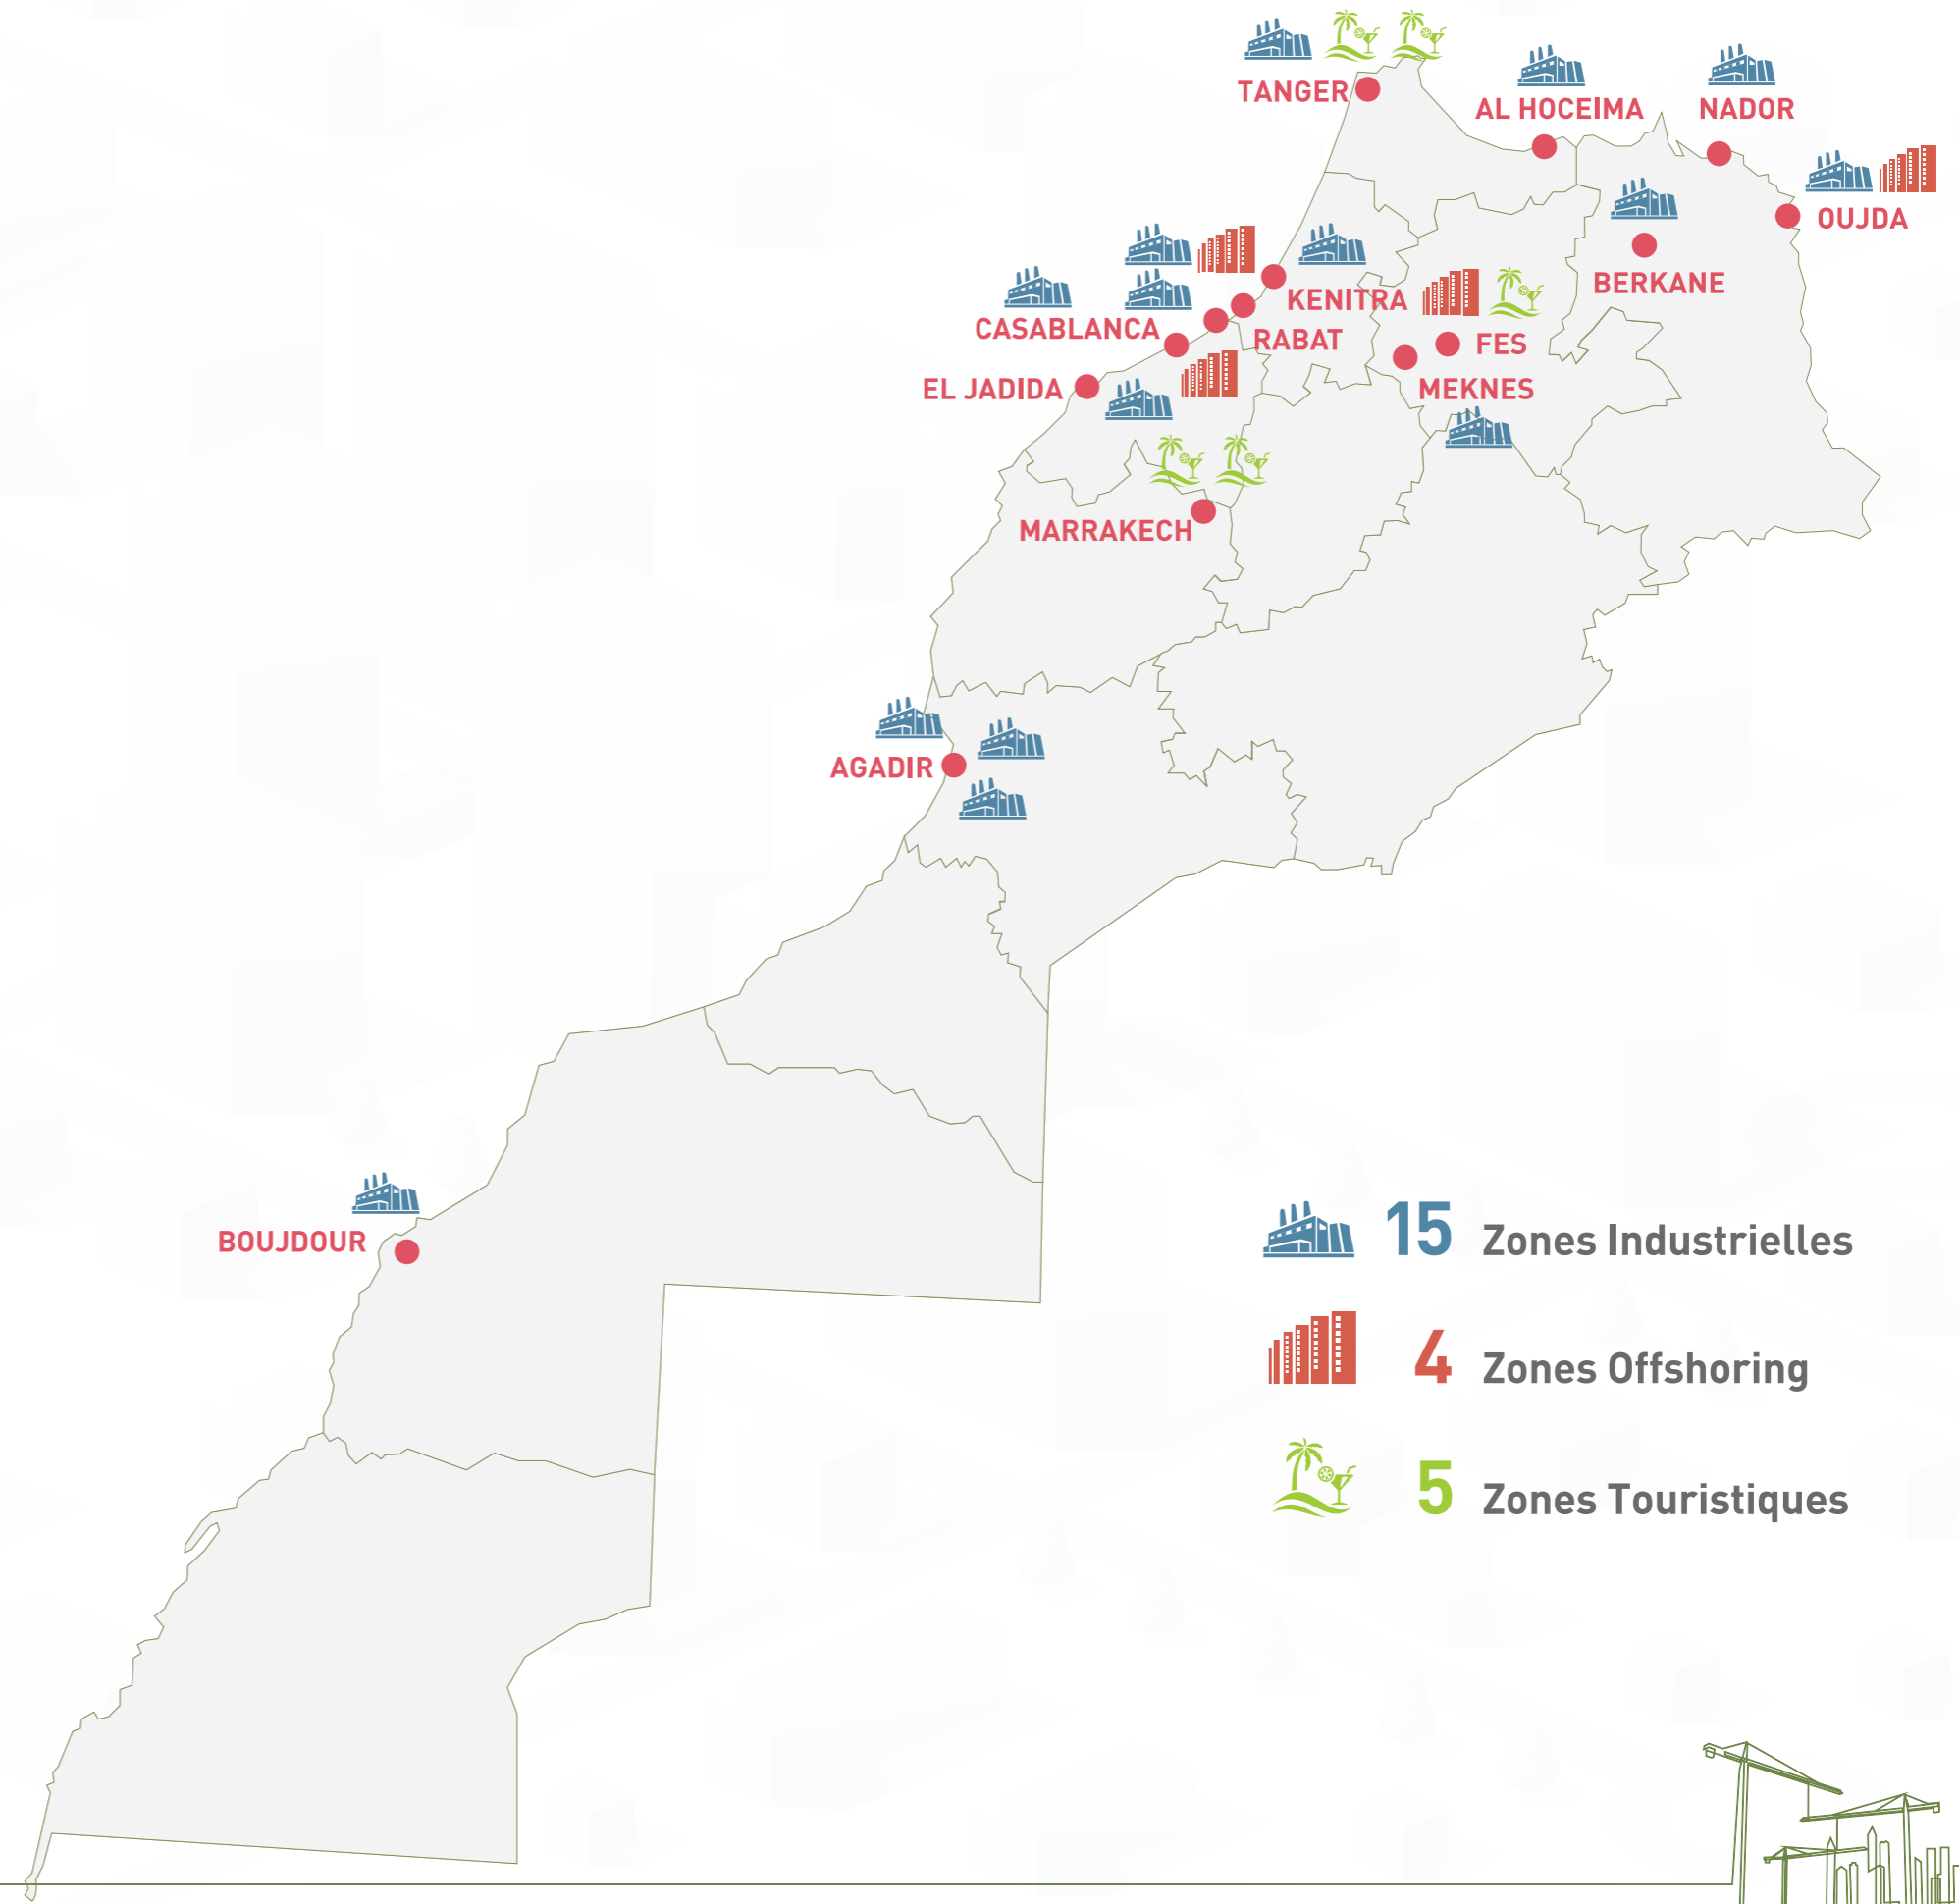 TANGER
AL HOCEIMA
NADOR
OUJDA
BERKANE
KENITRA
CASABLANCA
RABAT
FES
EL JADIDA
MEKNES
MARRAKECH
AGADIR
BOUJDOUR
15 Zones Industrielles
4 Zones Offshoring
5 Zones Touristiques